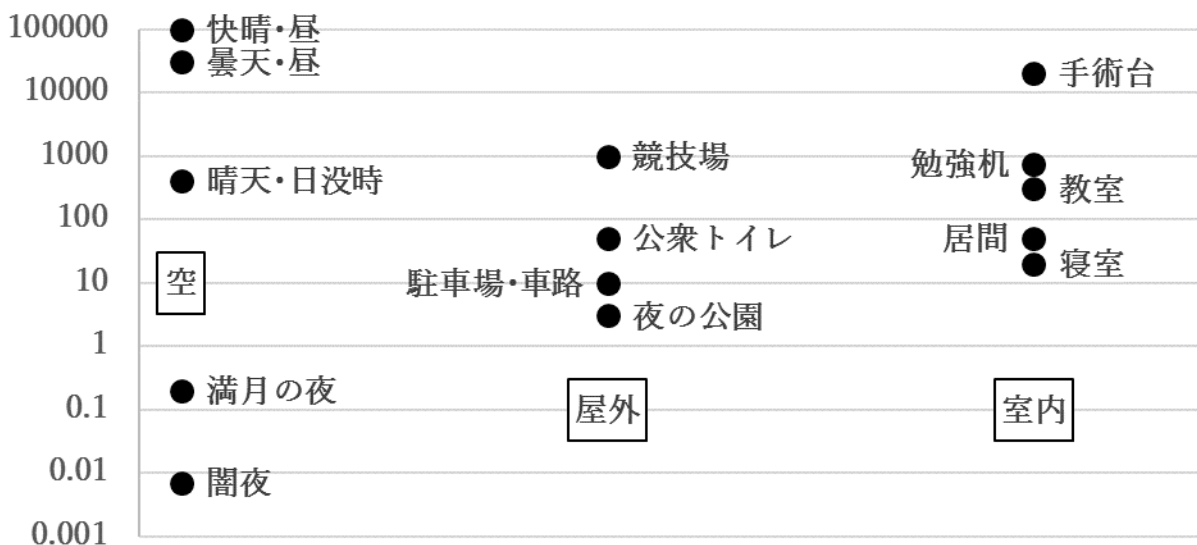 100000
10000
1000
100
10
1
0.1
0.01
0.001
快晴･昼
曇天･昼
晴天･日没時
空
満月の夜
闇夜
競技場
公衆トイレ
駐車場･車路
夜の公園
屋外
手術台
勉強机
教室
居間
寝室
室内